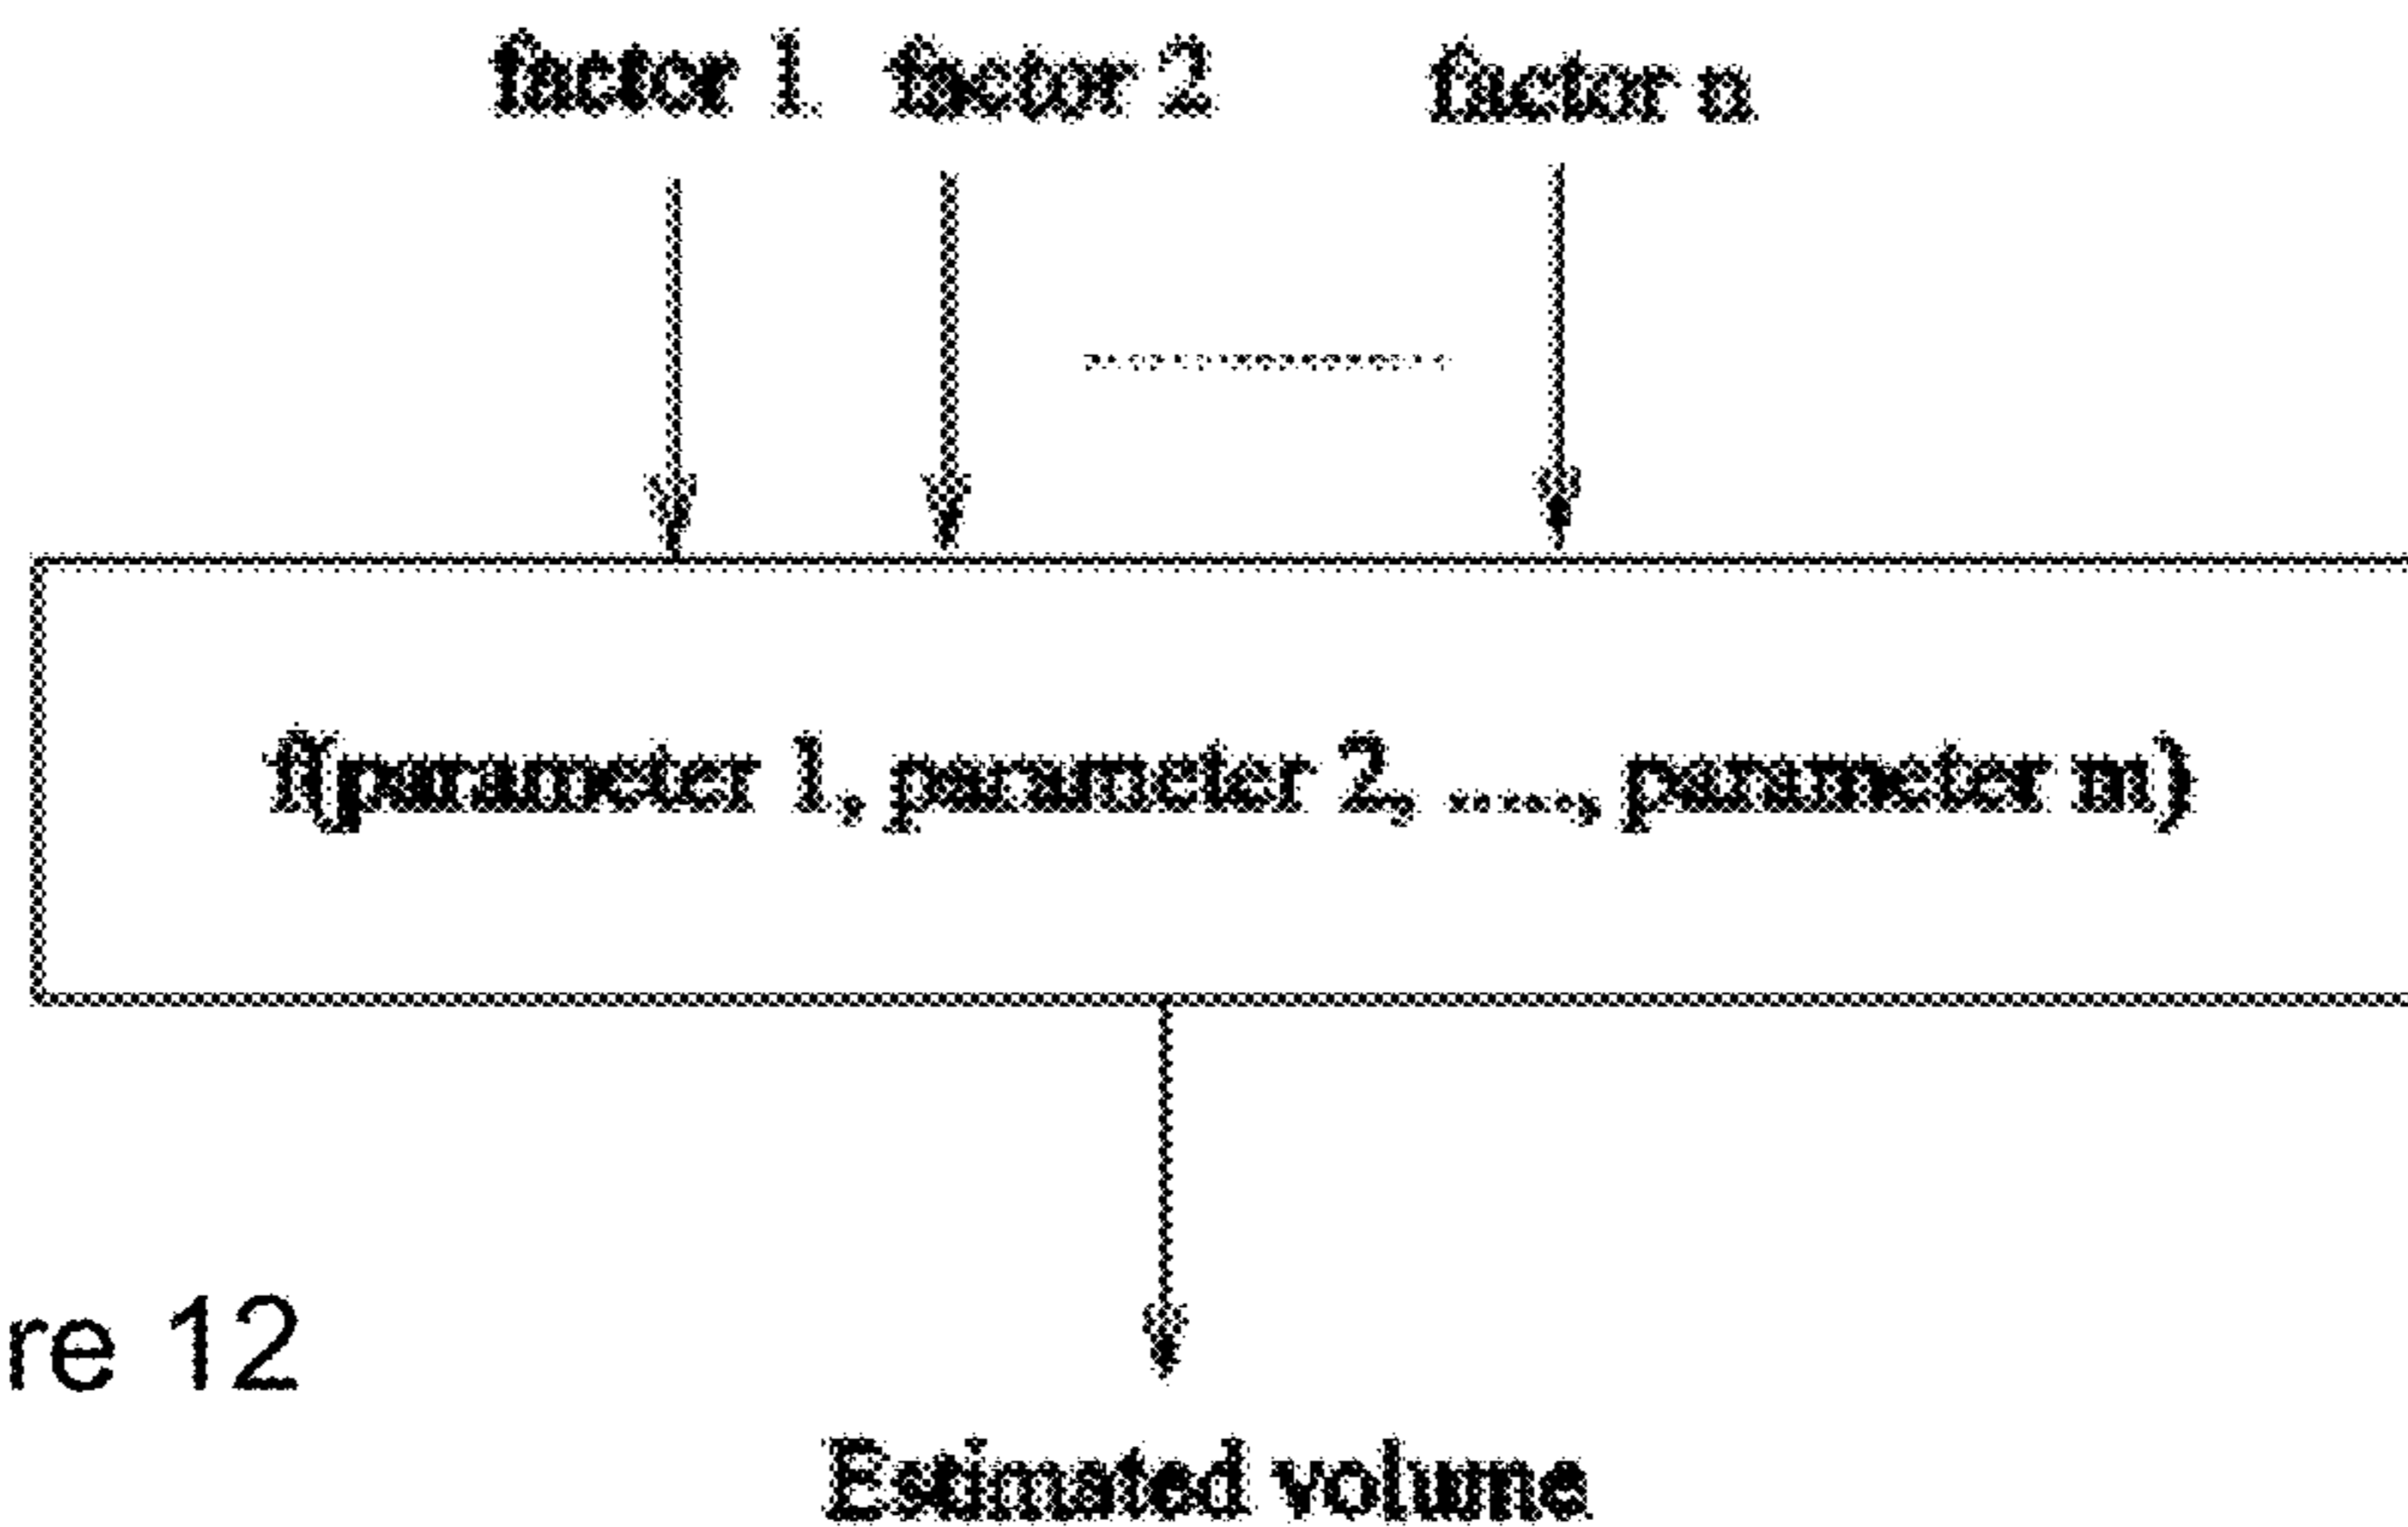 factor 1 factor 2 factor n
f(parameter 1, parameter 2, ....., parameter m)
re 12
Estimated volume